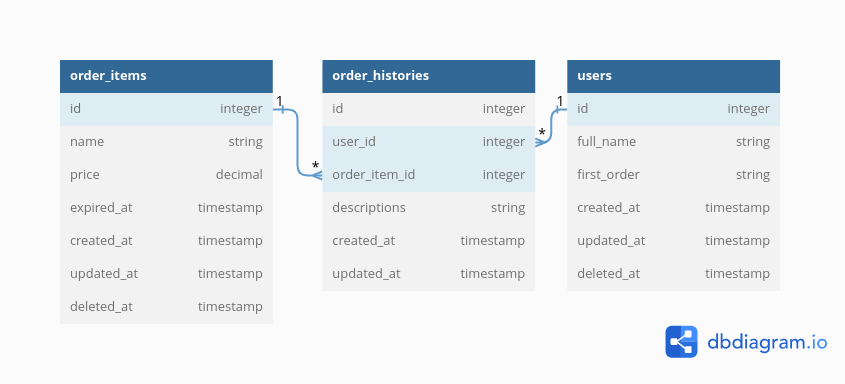 order_items
id integer
name string
price decimal
expired_at timestamp
created_at timestamp
updated_at timestamp
deleted_at timestamp
1
*
order_histories
id integer
user_id integer
order_item_id integer
descriptions string
created_at timestamp
updated_at timestamp
1
*
users
id integer
full_name string
first_order string
created_at timestamp
updated_at timestamp
deleted_at timestamp
dbdiagram.io